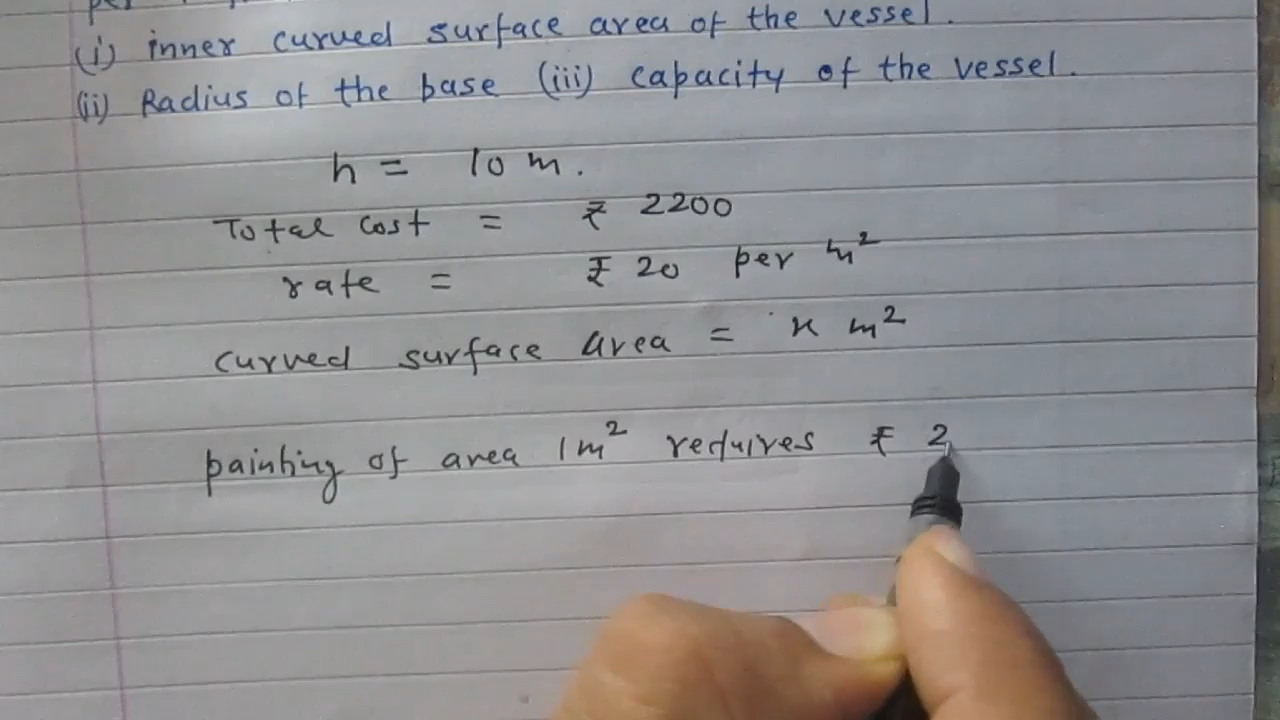 per
(i) inner curved surface area of the vessel.
(ii) Radius of the base (iii) capacity of the vessel.
h = 10 m.
Total cost = ₹ 2200
rate = ₹ 20 per m²
curved surface area = x m²
painting of area 1m² requires ₹ 2